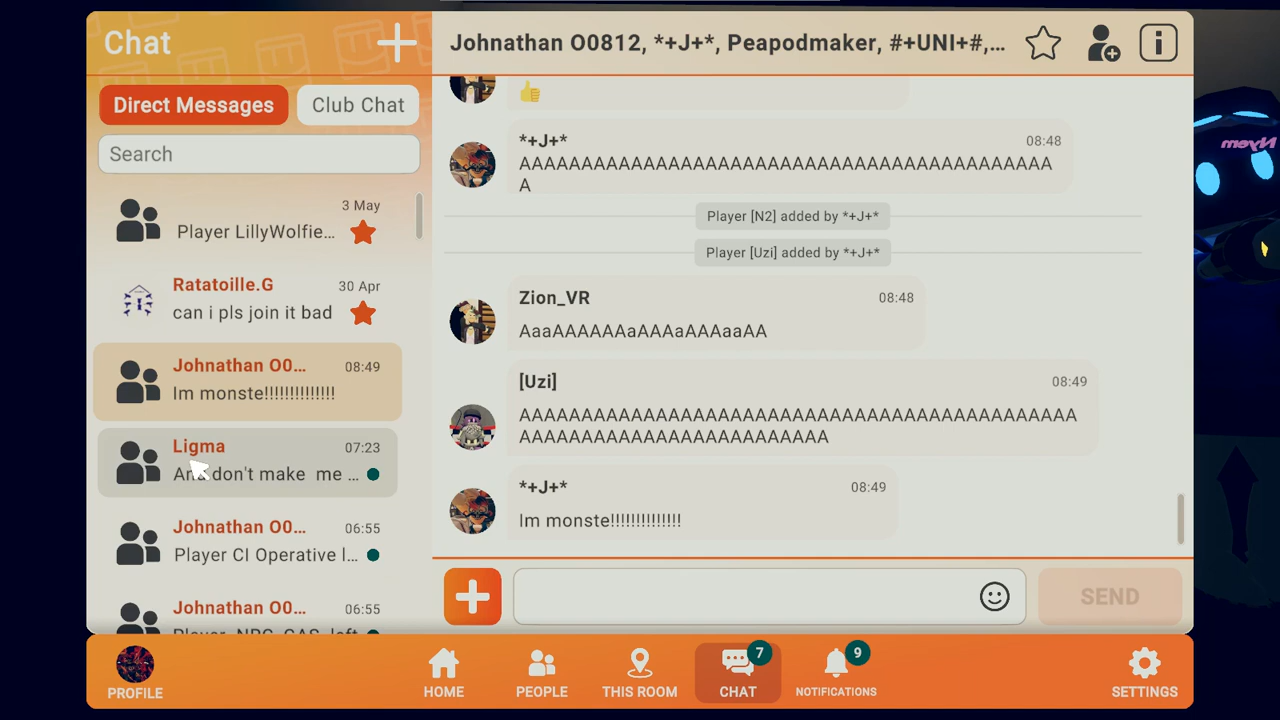 Chat
Direct Messages
Club Chat
Search
3 May
Player LillyWolfie...
Ratatoille.G
30 Apr
can i pls join it bad
Johnathan O0...
08:49
Im monste!!!!!!!!!!!!!!
Ligma
07:23
And don't make me ...
Johnathan O0...
06:55
Player CI Operative l...
Johnathan O0...
06:55
Johnathan O0812, *+J+*, Peapodmaker, #+UNI+#,...
*+J+*
08:48
AAAAAAAAAAAAAAAAAAAAAAAAAAAAAAAAAAAAAAAAAAA
A
Player [N2] added by *+J+*
Player [Uzi] added by *+J+*
Zion_VR
08:48
AaaAAAAAAaAAAaAAAaaAA
[Uzi]
08:49
AAAAAAAAAAAAAAAAAAAAAAAAAAAAAAAAAAAAAAAAAAAAA
AAAAAAAAAAAAAAAAAAAAAAAAA
*+J+*
08:49
Im monste!!!!!!!!!!!!!!
SEND
PROFILE
HOME
PEOPLE
THIS ROOM
7
CHAT
9
NOTIFICATIONS
SETTINGS